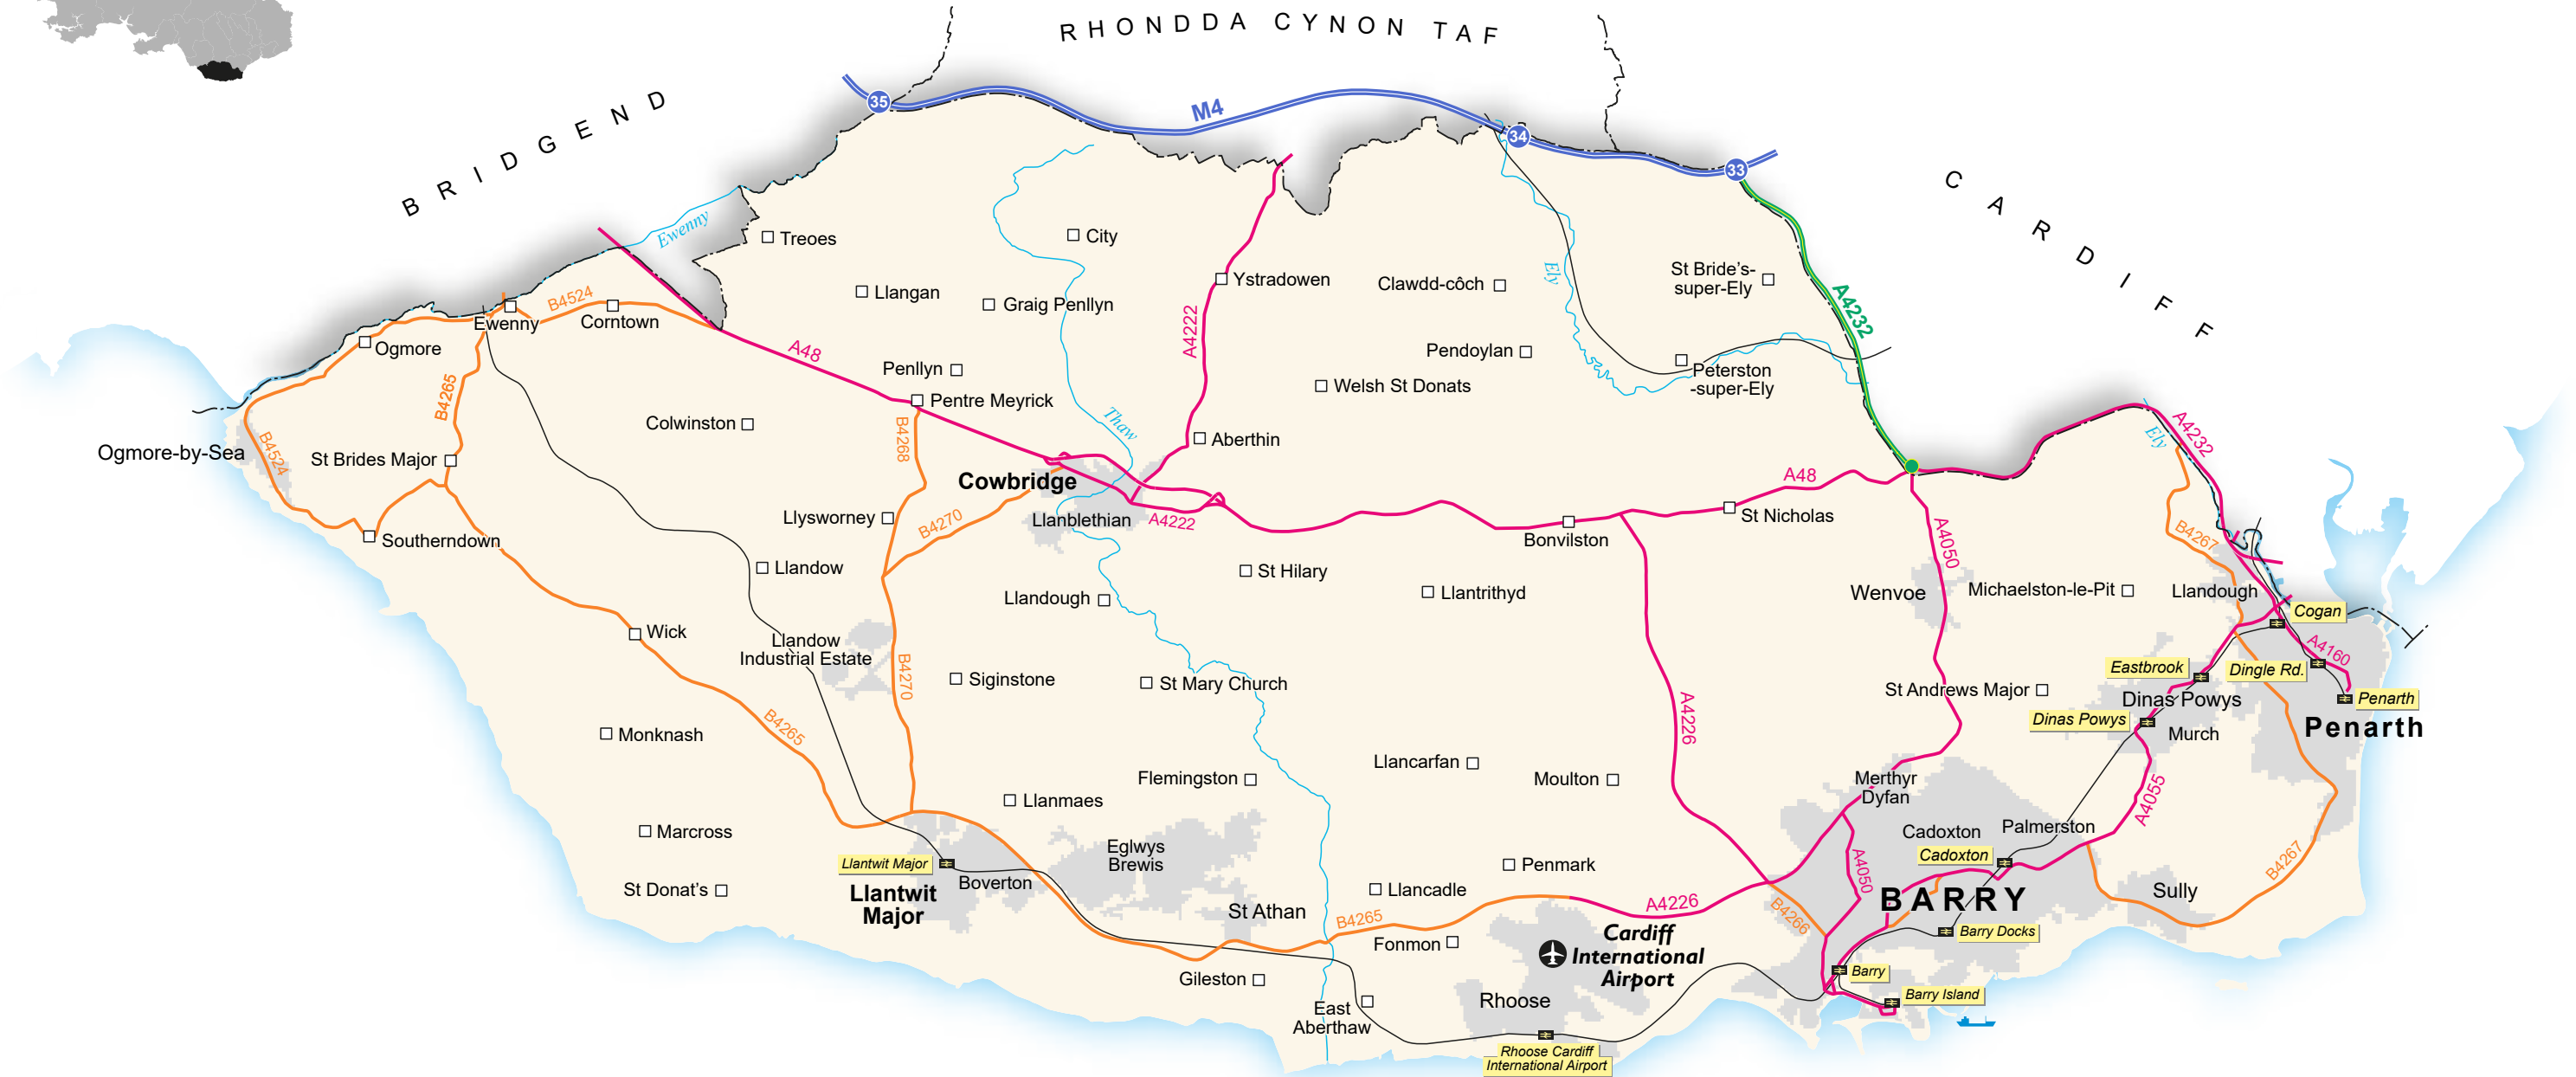 RHONDDA CYNON TAF
BRIDGEND
CARDIFF
35
M4
34
33
Ewenny
Treoes
City
Ystradowen
Clawdd-côch
Ely
St Bride's-
super-Ely
A4232
Llangan
Graig Penllyn
B4524
Ewenny
Corntown
A4222
Ogmore
A48
Pendoylan
Penllyn
Peterston
-super-Ely
Welsh St Donats
B4265
Pentre Meyrick
Colwinston
Thaw
Aberthin
B4268
A4232
Ely
Ogmore-by-Sea
B4524
St Brides Major
Cowbridge
A48
Llysworney
B4270
Llanblethian
A4222
St Nicholas
Southerndown
Bonvilston
A4050
B4267
Llandow
St Hilary
Llandough
Llantrithyd
Wenvoe
Michaelston-le-Pit
Llandough
Cogan
Wick
Llandow
Industrial Estate
B4270
A4160
Eastbrook
Dingle Rd.
Siginstone
St Mary Church
St Andrews Major
Dinas Powys
Penarth
Dinas Powys
Penarth
Murch
A4226
Monknash
B4265
Llancarfan
Flemingston
Moulton
Merthyr
Dyfan
Llanmaes
A4055
Marcross
Cadoxton
Palmerston
Eglwys
Brewis
Llantwit Major
Cadoxton
Penmark
A4050
B4267
Boverton
St Donat's
Llantwit
Major
Llancadle
Sully
BARRY
St Athan
B4265
A4226
B4266
Fonmon
Cardiff
International
Airport
Barry Docks
Gileston
Barry
Rhoose
Barry Island
East
Aberthaw
Rhoose Cardiff
International Airport